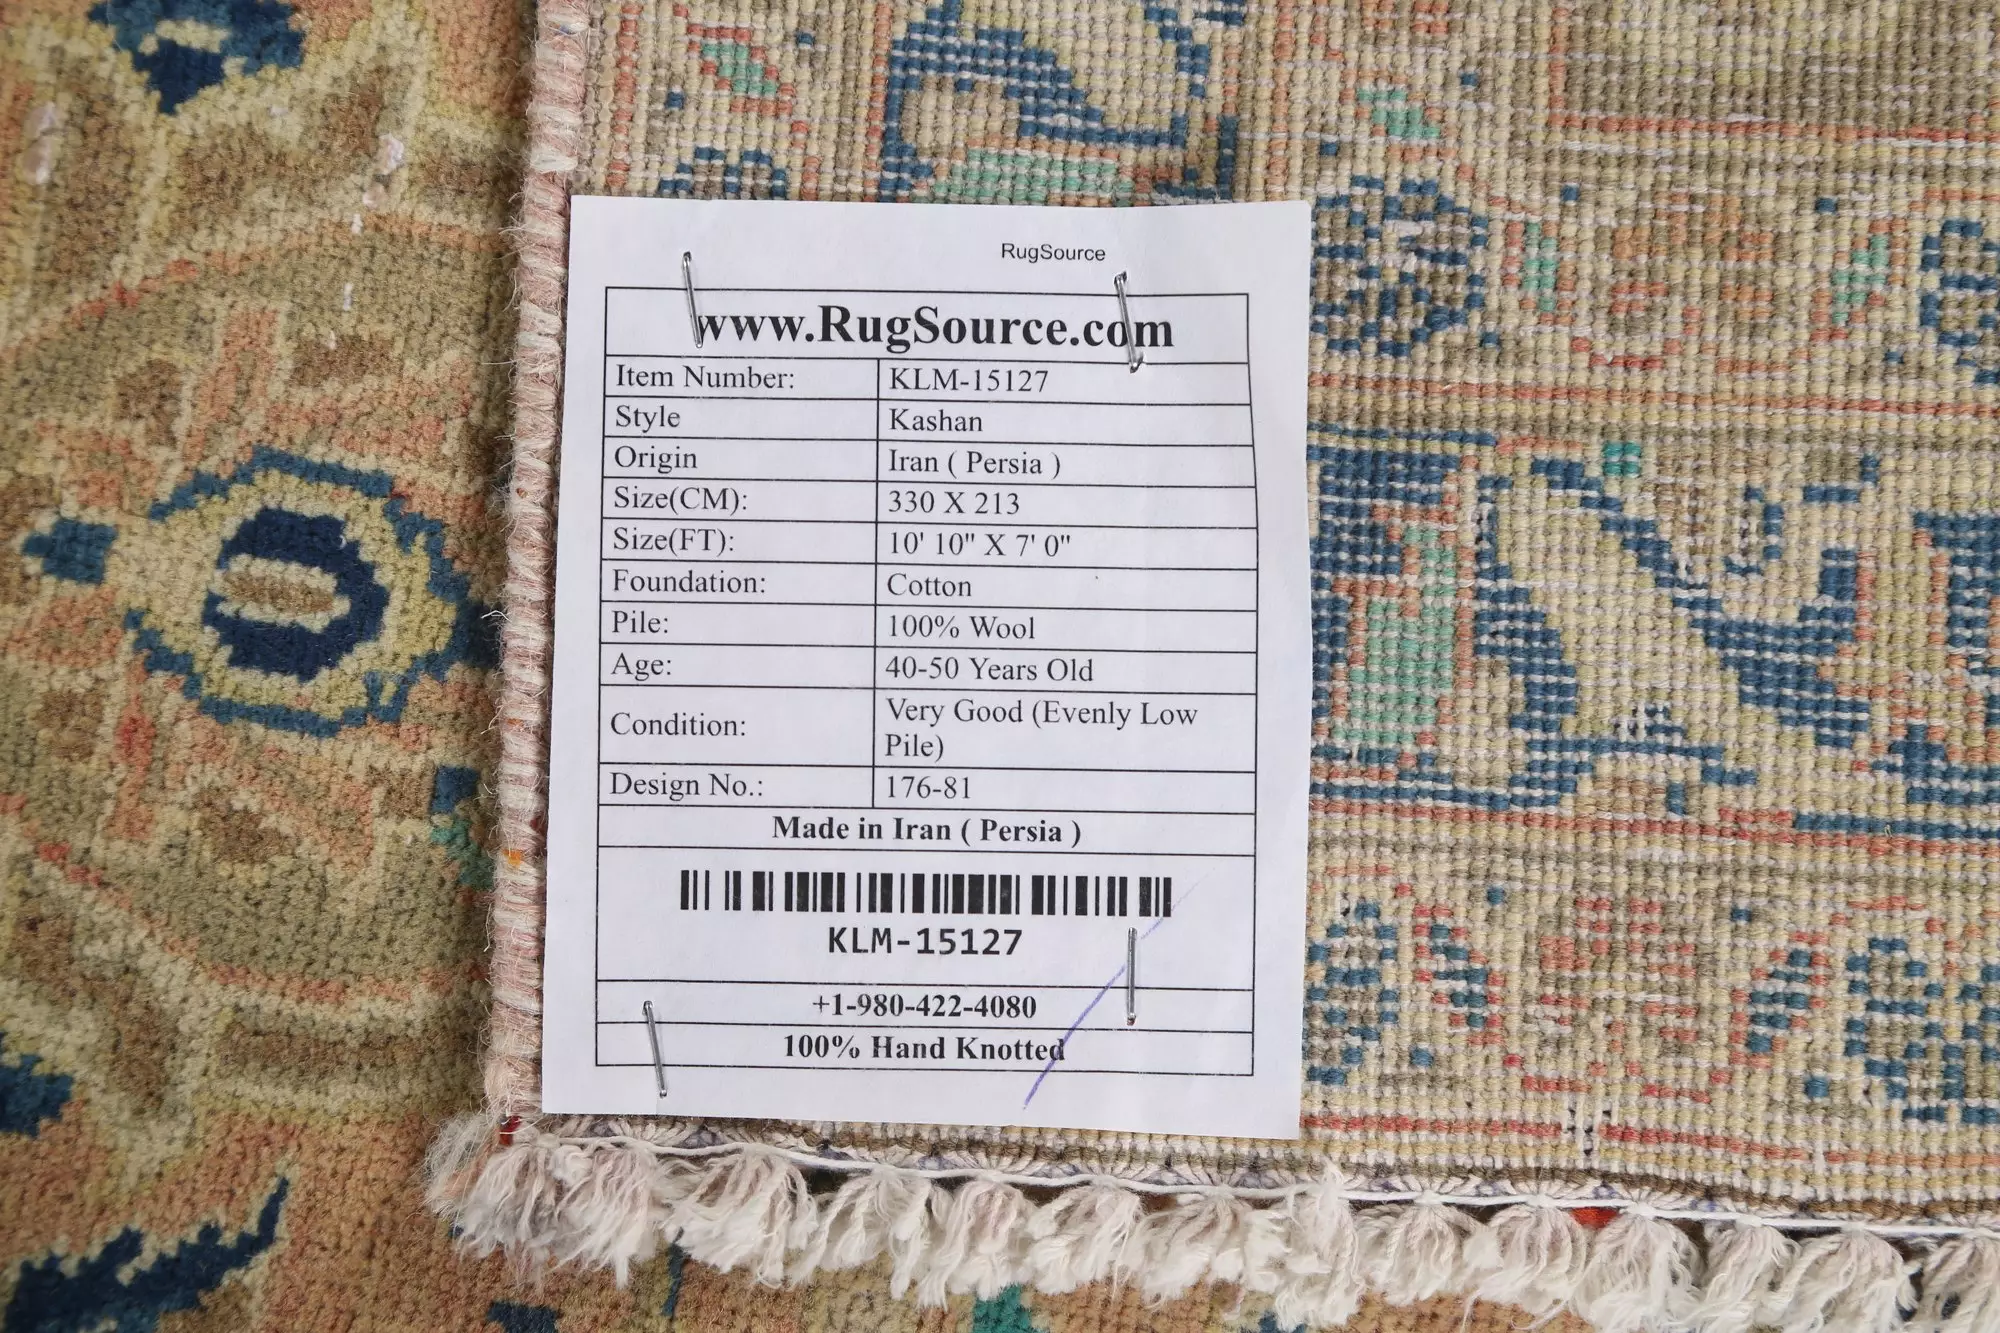 RugSource
www.RugSource.com
Item Number: KLM-15127
Style Kashan
Origin Iran ( Persia )
Size(CM): 330 X 213
Size(FT): 10' 10" X 7' 0"
Foundation: Cotton
Pile: 100% Wool
Age: 40-50 Years Old
Condition: Very Good (Evenly Low
Pile)
Design No.: 176-81
Made in Iran ( Persia )
KLM-15127
+1-980-422-4080
100% Hand Knotted